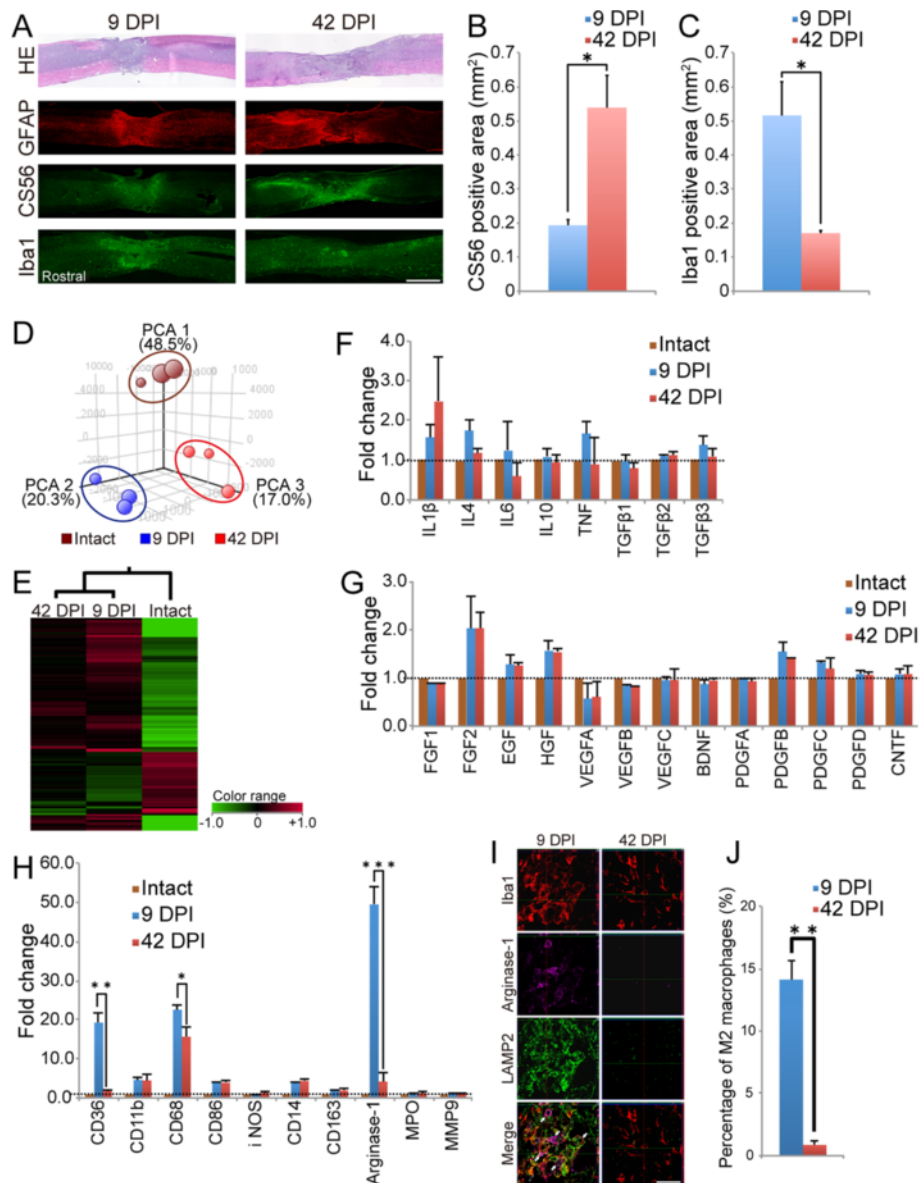 A
9 DPI
42 DPI
HE
GFAP
CS56
Iba1
Rostral
B
9 DPI
42 DPI
CS56 positive area (mm²)
0.7
0.6
0.5
0.4
0.3
0.2
0.1
0
*
C
Iba1 positive area (mm²)
0.7
0.6
0.5
0.4
0.3
0.2
0.1
0
*
D
PCA 1
(48.5%)
PCA 2
(20.3%)
PCA 3
(17.0%)
Intact
9 DPI
42 DPI
E
42 DPI
9 DPI
Intact
Color range
-1.0
0
+1.0
F
Fold change
4.0
3.0
2.0
1.0
0.0
Intact
9 DPI
42 DPI
IL1β
IL4
IL6
IL10
TNF
TGFβ1
TGFβ2
TGFβ3
G
Fold change
3.0
2.0
1.0
0.0
Intact
9 DPI
42 DPI
FGF1
FGF2
EGF
HGF
VEGFA
VEGFB
VEGFC
BDNF
PDGFA
PDGFB
PDGFC
PDGFD
CNTF
H
Fold change
60.0
50.0
40.0
30.0
20.0
10.0
0.0
Intact
9 DPI
42 DPI
* *
*
* * *
CD36
CD11b
CD68
CD86
i NOS
CD14
CD163
Arginase-1
MPO
MMP9
I
9 DPI
42 DPI
Iba1
Arginase-1
LAMP2
Merge
J
9 DPI
42 DPI
Percentage of M2 macrophages (%)
20
15
10
5
0
* *